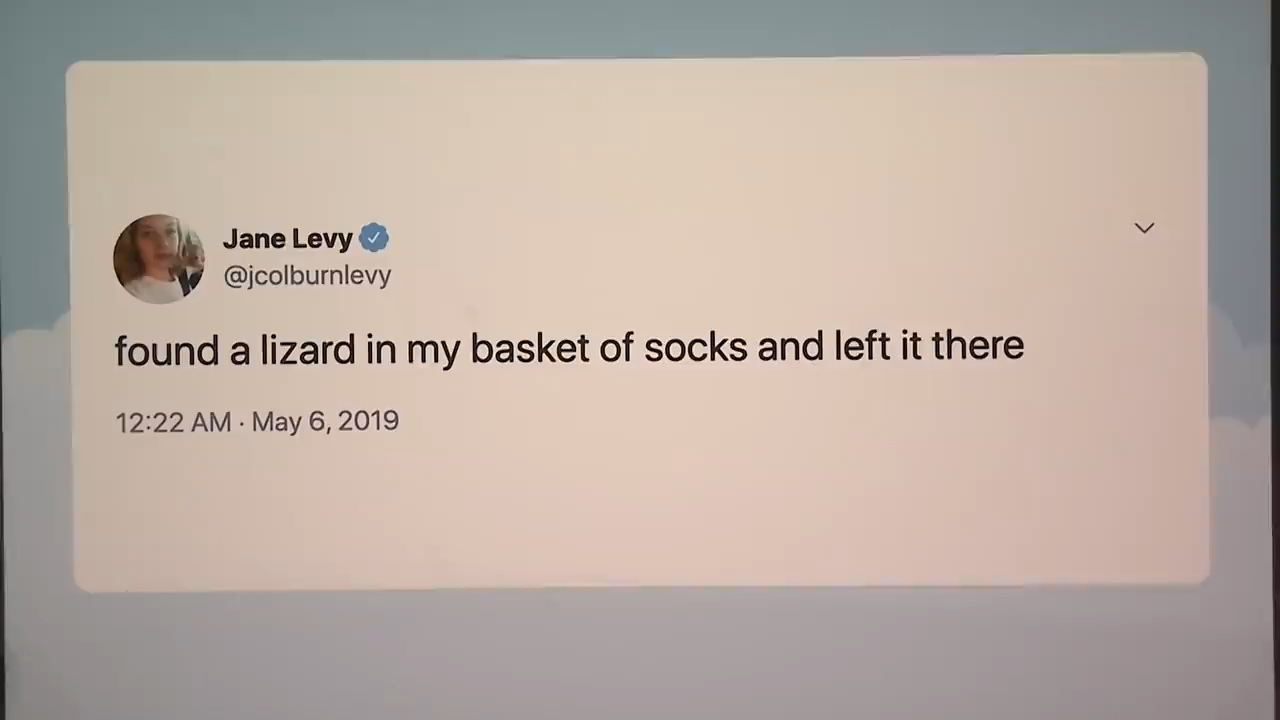 Jane Levy
@jcolburnlevy
found a lizard in my basket of socks and left it there
12:22 AM · May 6, 2019